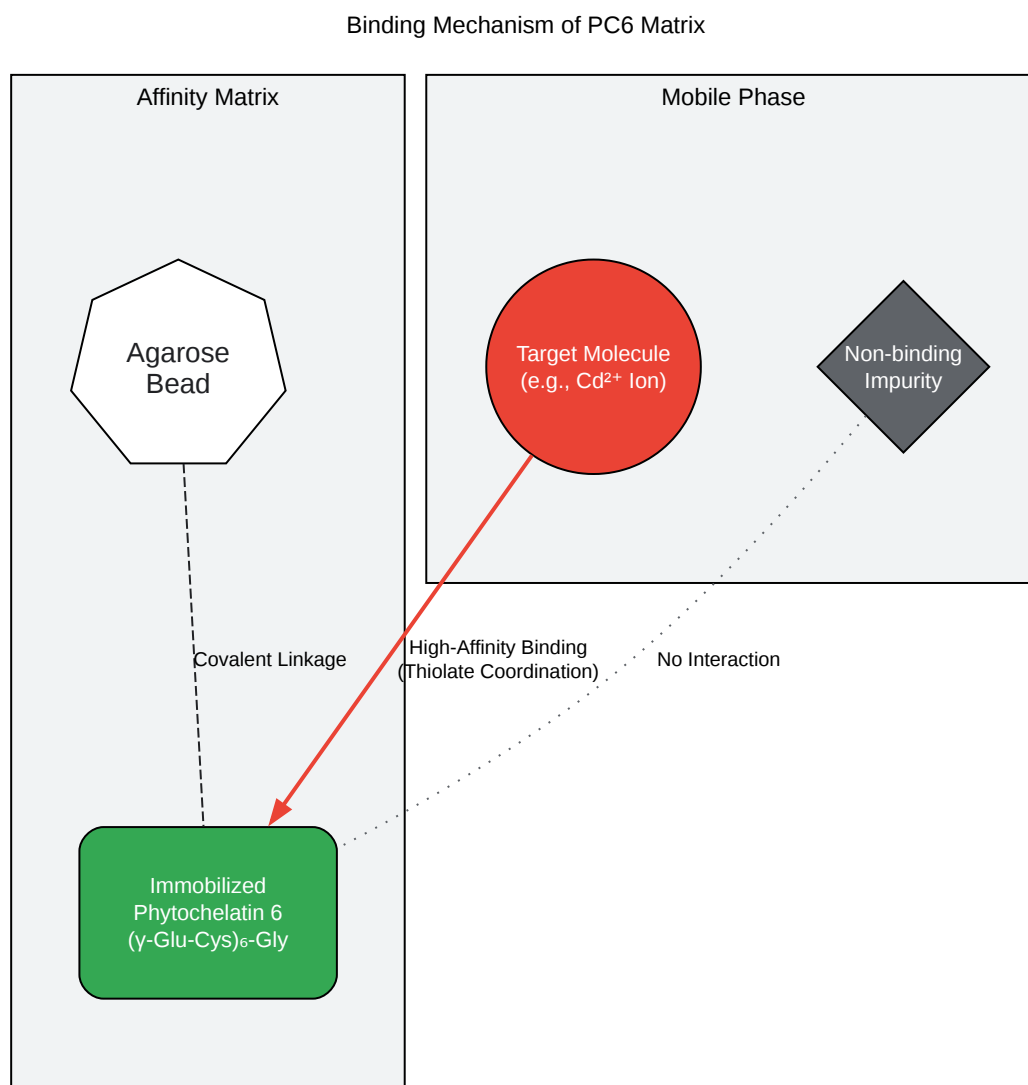 Binding Mechanism of PC6 Matrix
Affinity Matrix
Mobile Phase
Agarose
Bead
Target Molecule
(e.g., Cd²⁺ Ion)
Non-binding
Impurity
Covalent Linkage
High-Affinity Binding
(Thiolate Coordination)
No Interaction
Immobilized
Phytochelatin 6
(γ-Glu-Cys)₆-Gly